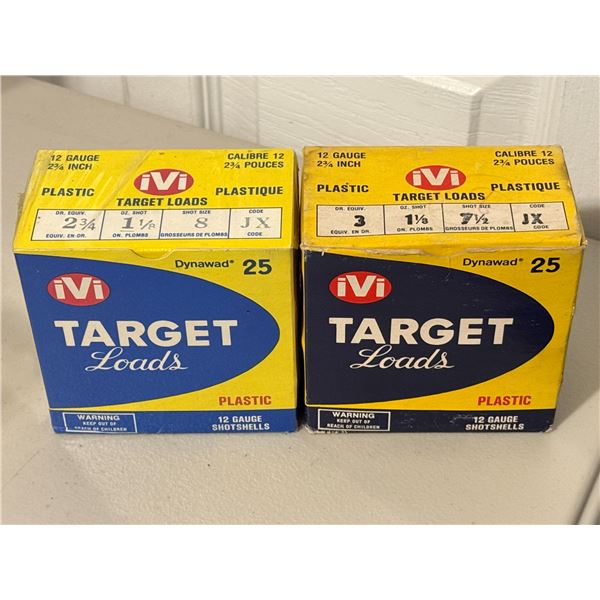 12 GAUGE
2¾ INCH
iVi
CALIBRE 12
2¾ POUCES
PLASTIC
TARGET LOADS
PLASTIQUE
DR. EQUIV. OZ. SHOT SHOT SIZE CODE
2¾ 1⅛ 8 JX
EQUIV. EN DR. ON. PLOMBS GROSSEURS DE PLOMBS CODE
Dynawad® 25
iVi
TARGET
Loads
PLASTIC
WARNING
KEEP OUT OF
REACH OF CHILDREN
12 GAUGE
SHOTSHELLS
12 GAUGE
2¾ INCH
iVi
CALIBRE 12
2¾ POUCES
PLASTIC
TARGET LOADS
PLASTIQUE
DR. EQUIV. OZ. SHOT SHOT SIZE CODE
3 1⅛ 7½ JX
EQUIV. EN DR. ON. PLOMBS GROSSEURS DE PLOMBS CODE
Dynawad® 25
iVi
TARGET
Loads
PLASTIC
WARNING
KEEP OUT OF
REACH OF CHILDREN
12 GAUGE
SHOTSHELLS